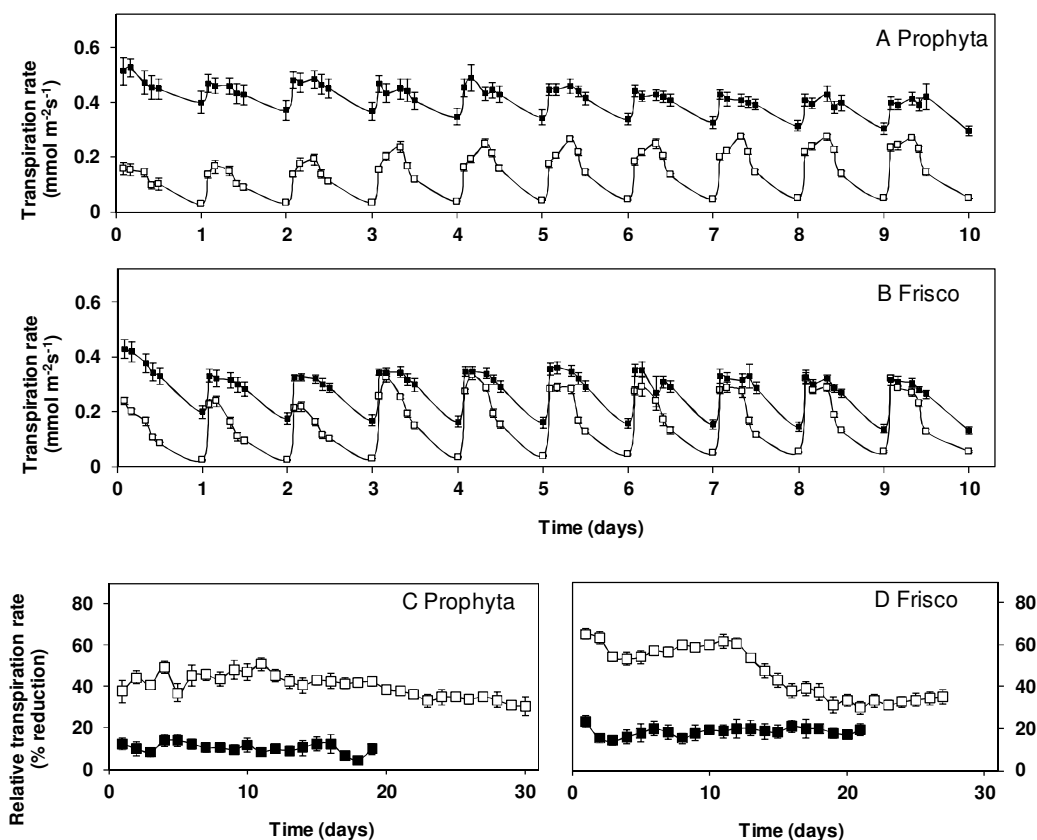 A Prophyta
Transpiration rate
(mmol m⁻²s⁻¹)
0.6
0.4
0.2
0
0 1 2 3 4 5 6 7 8 9 10
B Frisco
Transpiration rate
(mmol m⁻²s⁻¹)
0.6
0.4
0.2
0
0 1 2 3 4 5 6 7 8 9 10
Time (days)
C Prophyta
Relative transpiration rate
(% reduction)
80
60
40
20
0
0 10 20 30
Time (days)
D Frisco
80
60
40
20
0
0 10 20 30
Time (days)